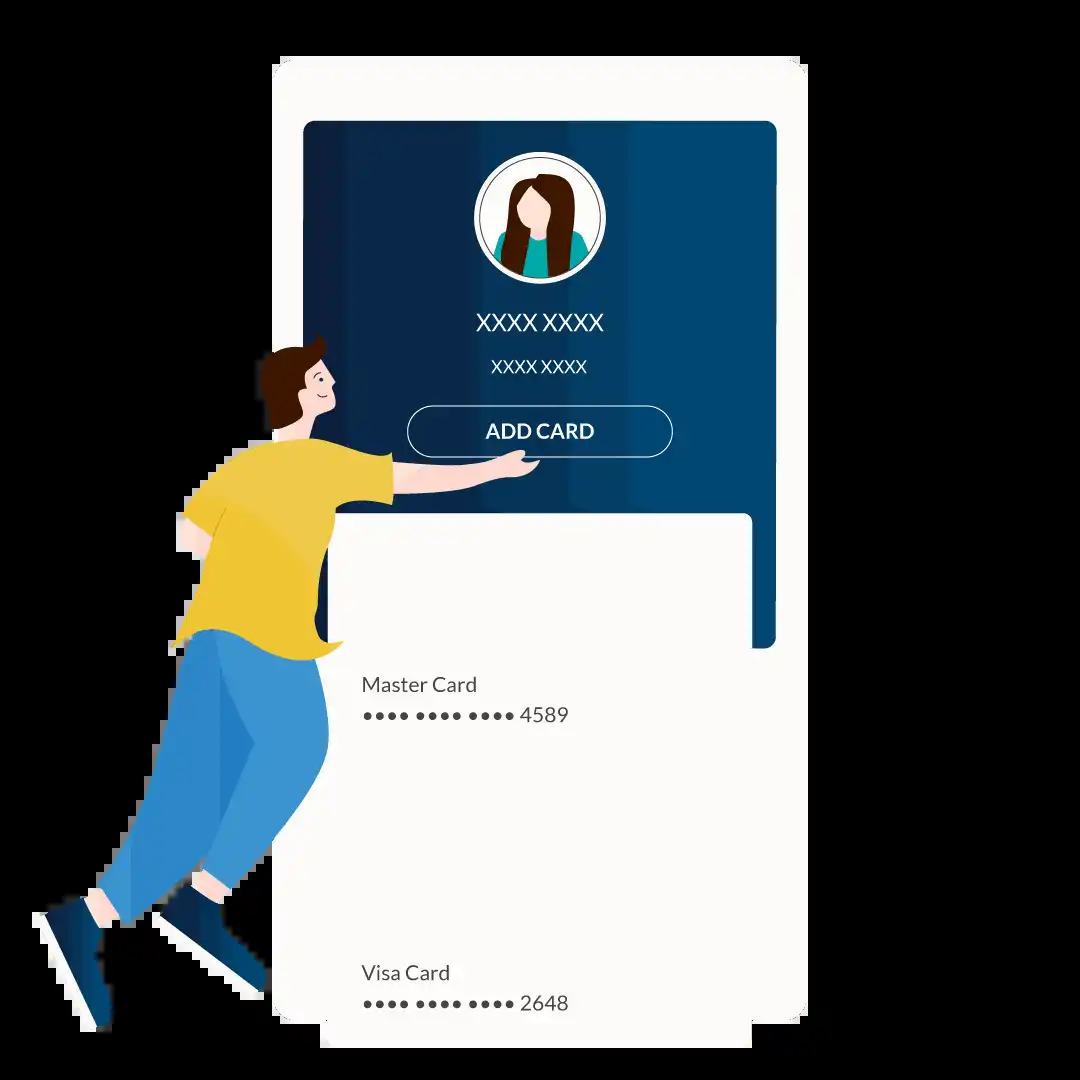 XXXX XXXX
XXXX XXXX
ADD CARD
Master Card
•••• •••• •••• 4589
Visa Card
•••• •••• •••• 2648